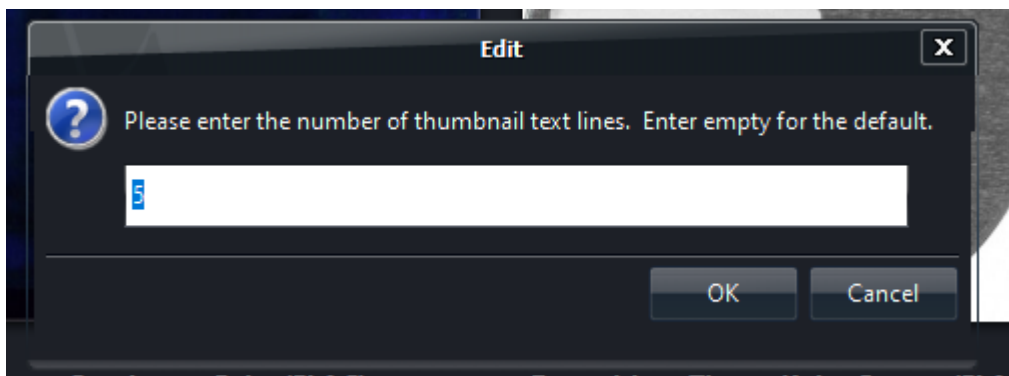 Edit
Please enter the number of thumbnail text lines.  Enter empty for the default.
5
OK
Cancel